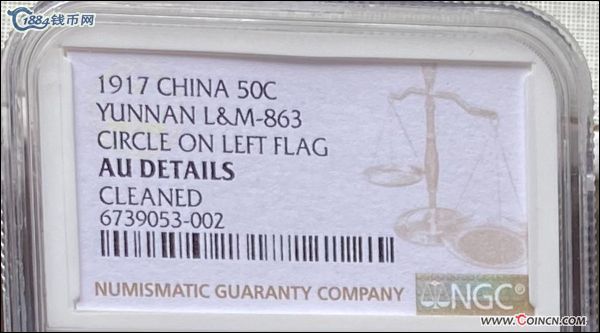 1884钱币网
1917 CHINA 50C
YUNNAN L&M-863
CIRCLE ON LEFT FLAG
AU DETAILS
CLEANED
6739053-002
NUMISMATIC GUARANTY COMPANY
NGC®
www.COINCN.com